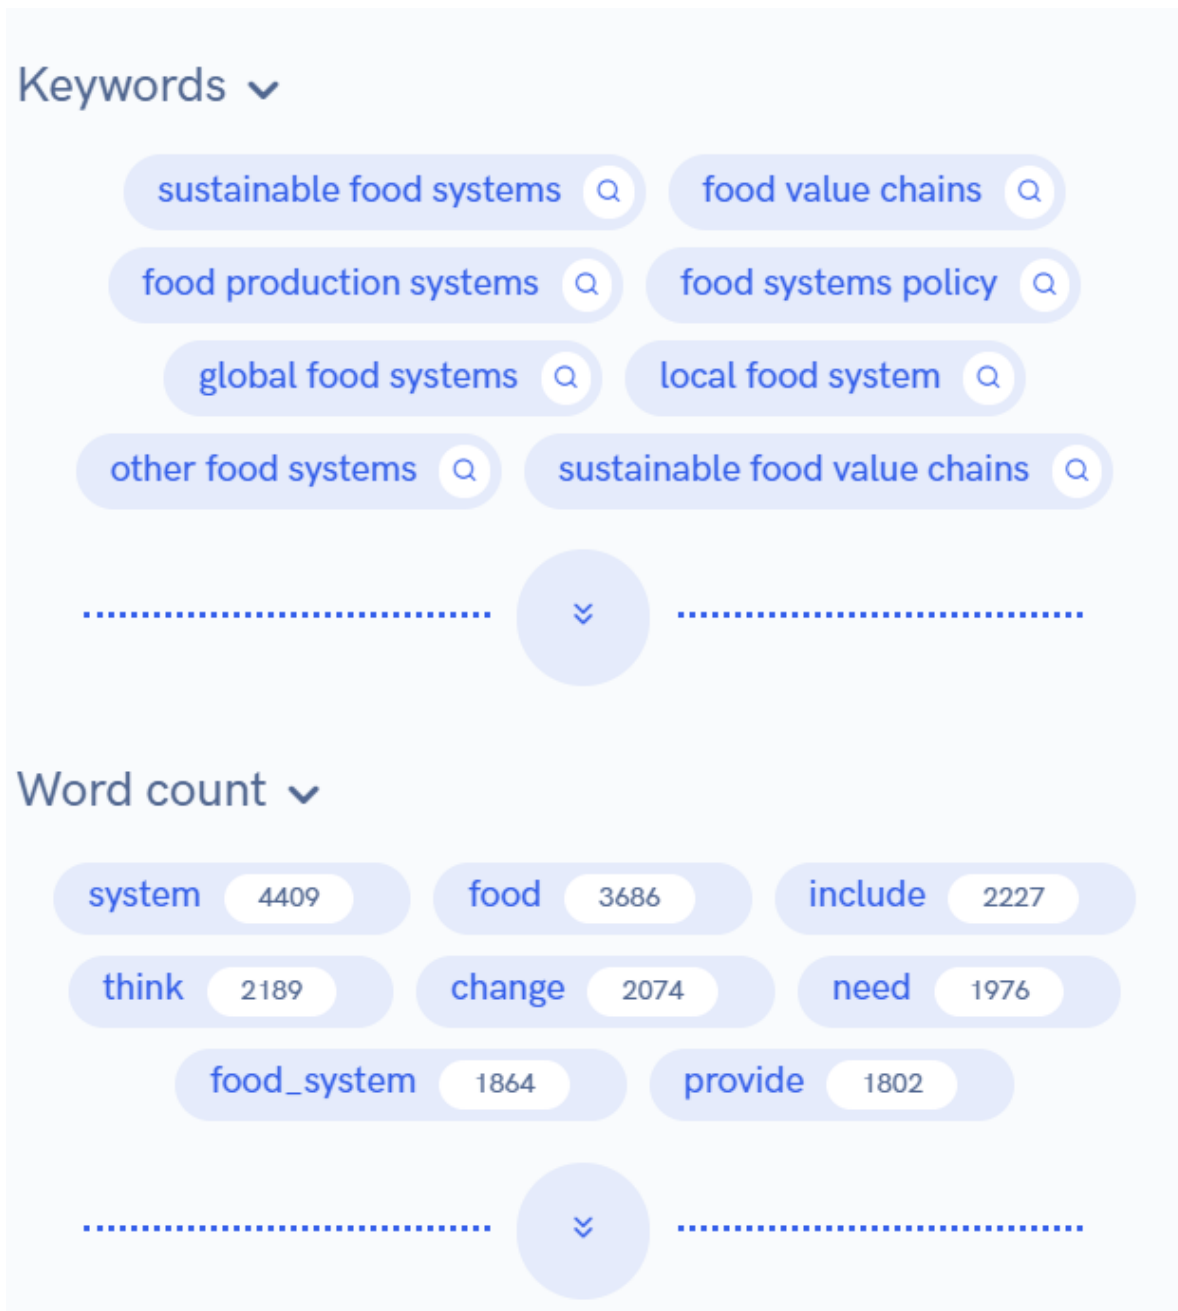 Keywords
sustainable food systems food value chains
food production systems food systems policy
global food systems local food system
other food systems sustainable food value chains
Word count
system 4409 food 3686 include 2227
think 2189 change 2074 need 1976
food_system 1864 provide 1802